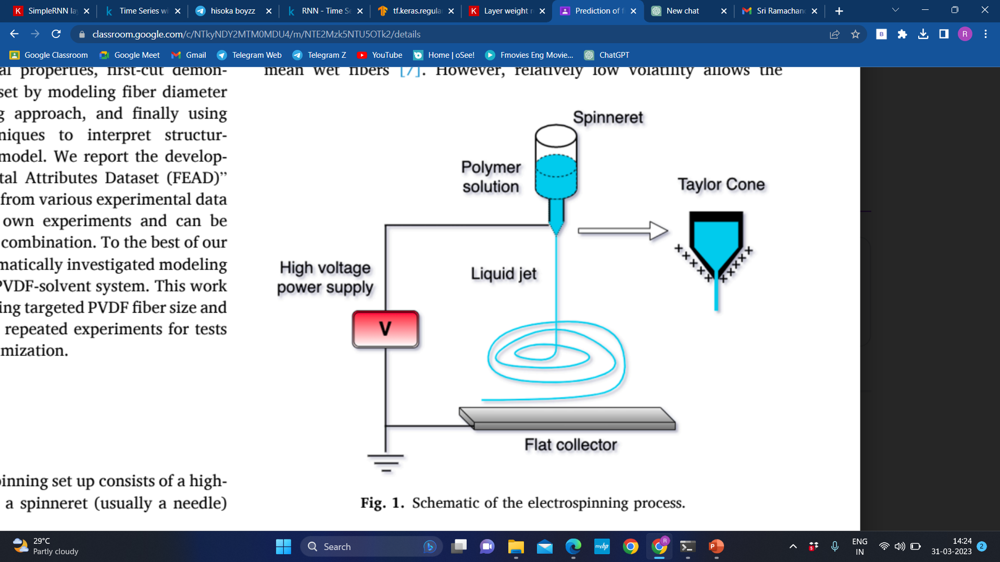 SimpleRNN la
Time Series wi
hisoka boyzz
RNN - Time Se
tf.keras.regular
Layer weight r
Prediction of f
New chat
Sri Ramachan
classroom.google.com/c/NTkyNDY2MTM0MDU4/m/NTE2Mzk5NTU5OTk2/details
Google Classroom
Google Meet
Gmail
Telegram Web
Telegram Z
YouTube
Home | oSee!
Fmovies Eng Movie...
ChatGPT
al properties, first-cut demon-
set by modeling fiber diameter
g approach, and finally using
niques to interpret structur-
model. We report the develop-
tal Attributes Dataset (FEAD)”
from various experimental data
own experiments and can be
combination. To the best of our
matically investigated modeling
PVDF-solvent system. This work
ing targeted PVDF fiber size and
repeated experiments for tests
mization.
inning set up consists of a high-
a spinneret (usually a needle)
mean wet fibers [7]. However, relatively low volatility allows the
Spinneret
Polymer
solution
Taylor Cone
High voltage
power supply
Liquid jet
V
Flat collector
Fig. 1. Schematic of the electrospinning process.
29°C
Partly cloudy
Search
ENG
IN
14:24
31-03-2023
2